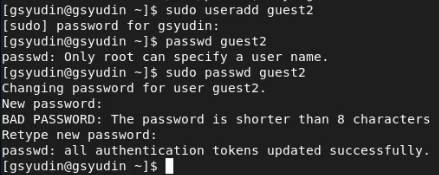 [gsyudin@gsyudin ~]$ sudo useradd guest2
[sudo] password for gsyudin:
[gsyudin@gsyudin ~]$ passwd guest2
passwd: Only root can specify a user name.
[gsyudin@gsyudin ~]$ sudo passwd guest2
Changing password for user guest2.
New password:
BAD PASSWORD: The password is shorter than 8 characters
Retype new password:
passwd: all authentication tokens updated successfully.
[gsyudin@gsyudin ~]$